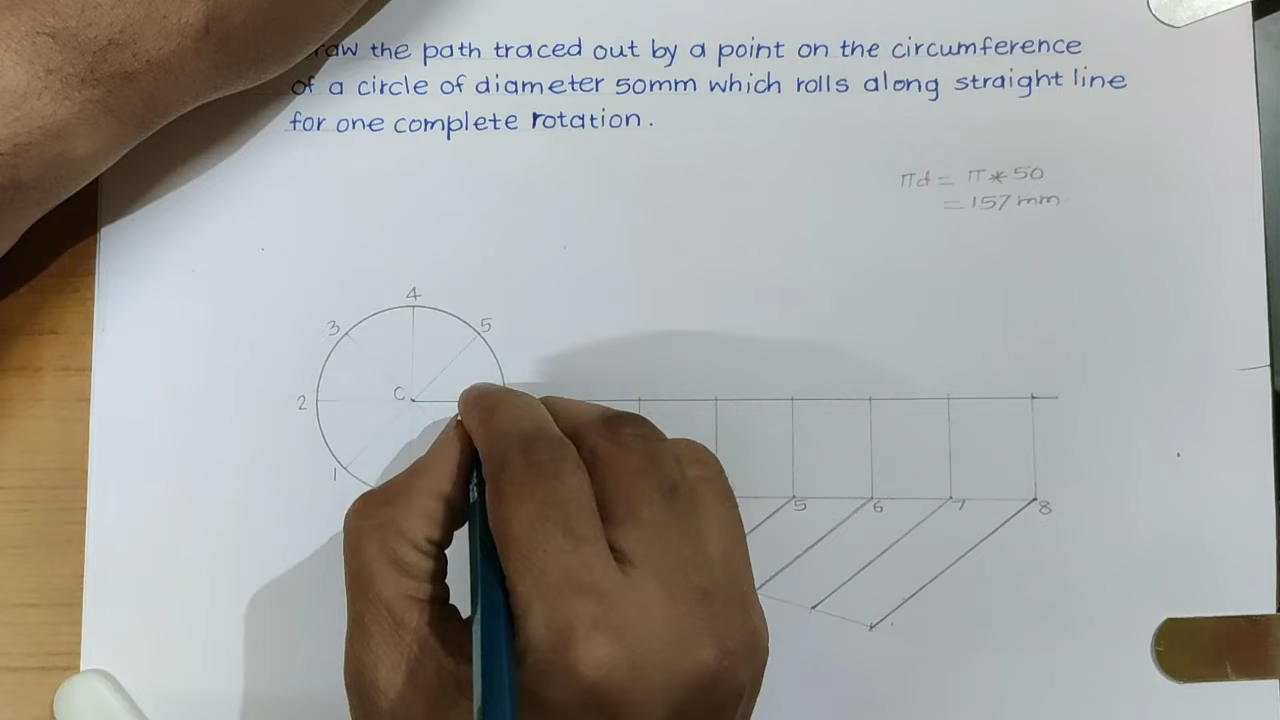 raw the path traced out by a point on the circumference
of a circle of diameter 50mm which rolls along straight line
for one complete rotation.
πd = π * 50
= 157 mm
4
3
5
C
2
1
5
6
7
8